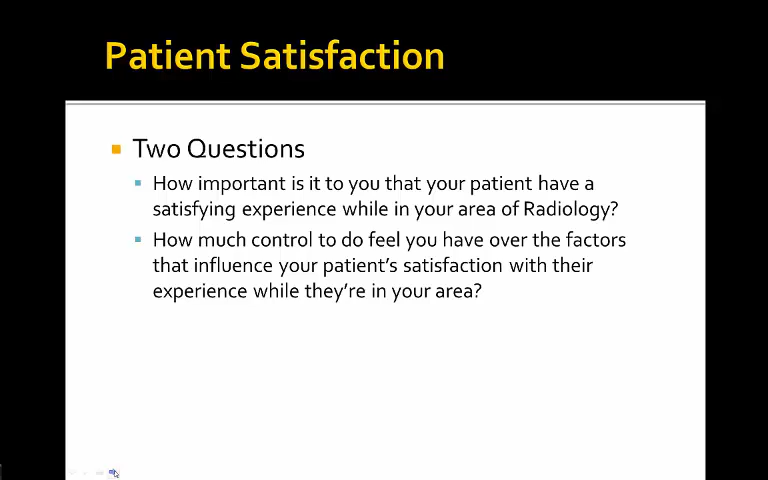 Patient Satisfaction
Two Questions
How important is it to you that your patient have a
satisfying experience while in your area of Radiology?
How much control to do feel you have over the factors
that influence your patient's satisfaction with their
experience while they're in your area?